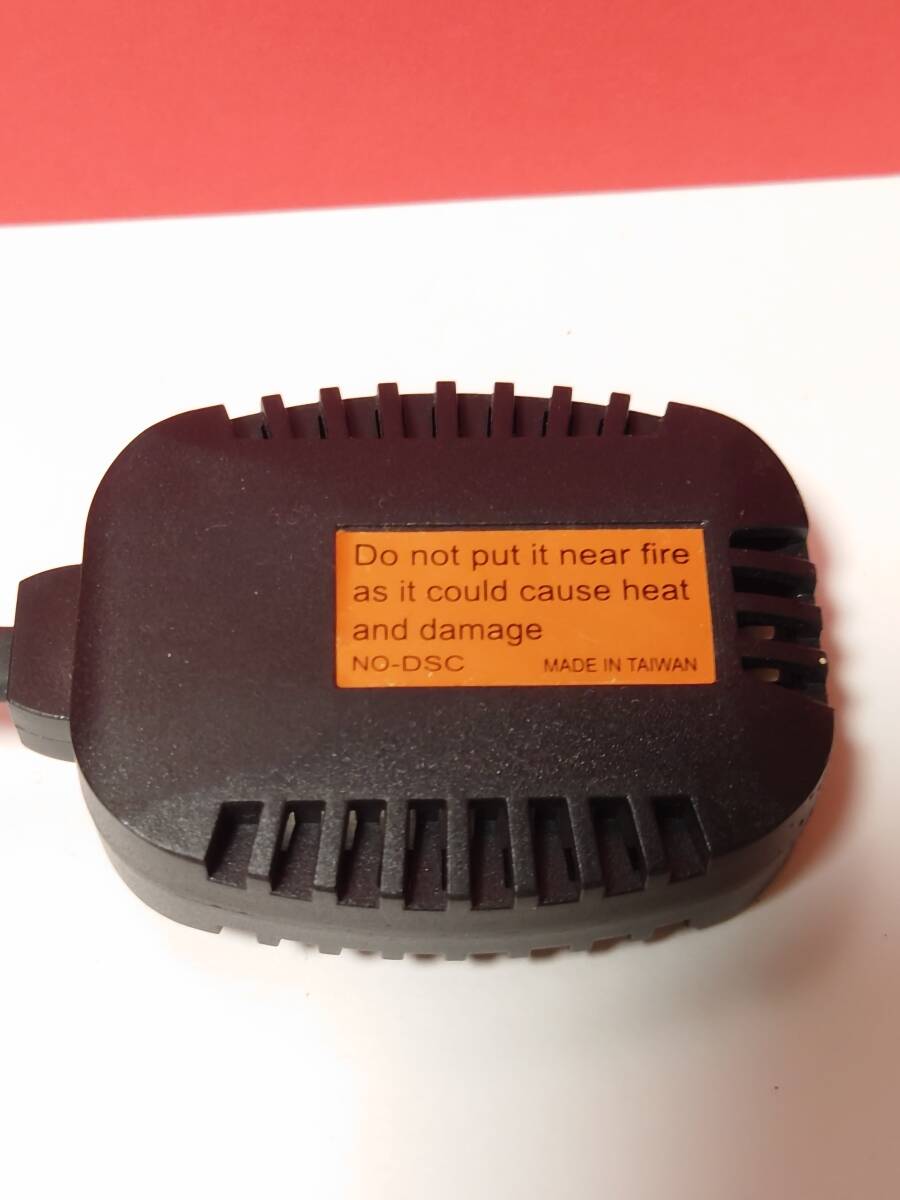 Do not put it near fire
as it could cause heat
and damage
NO-DSC MADE IN TAIWAN